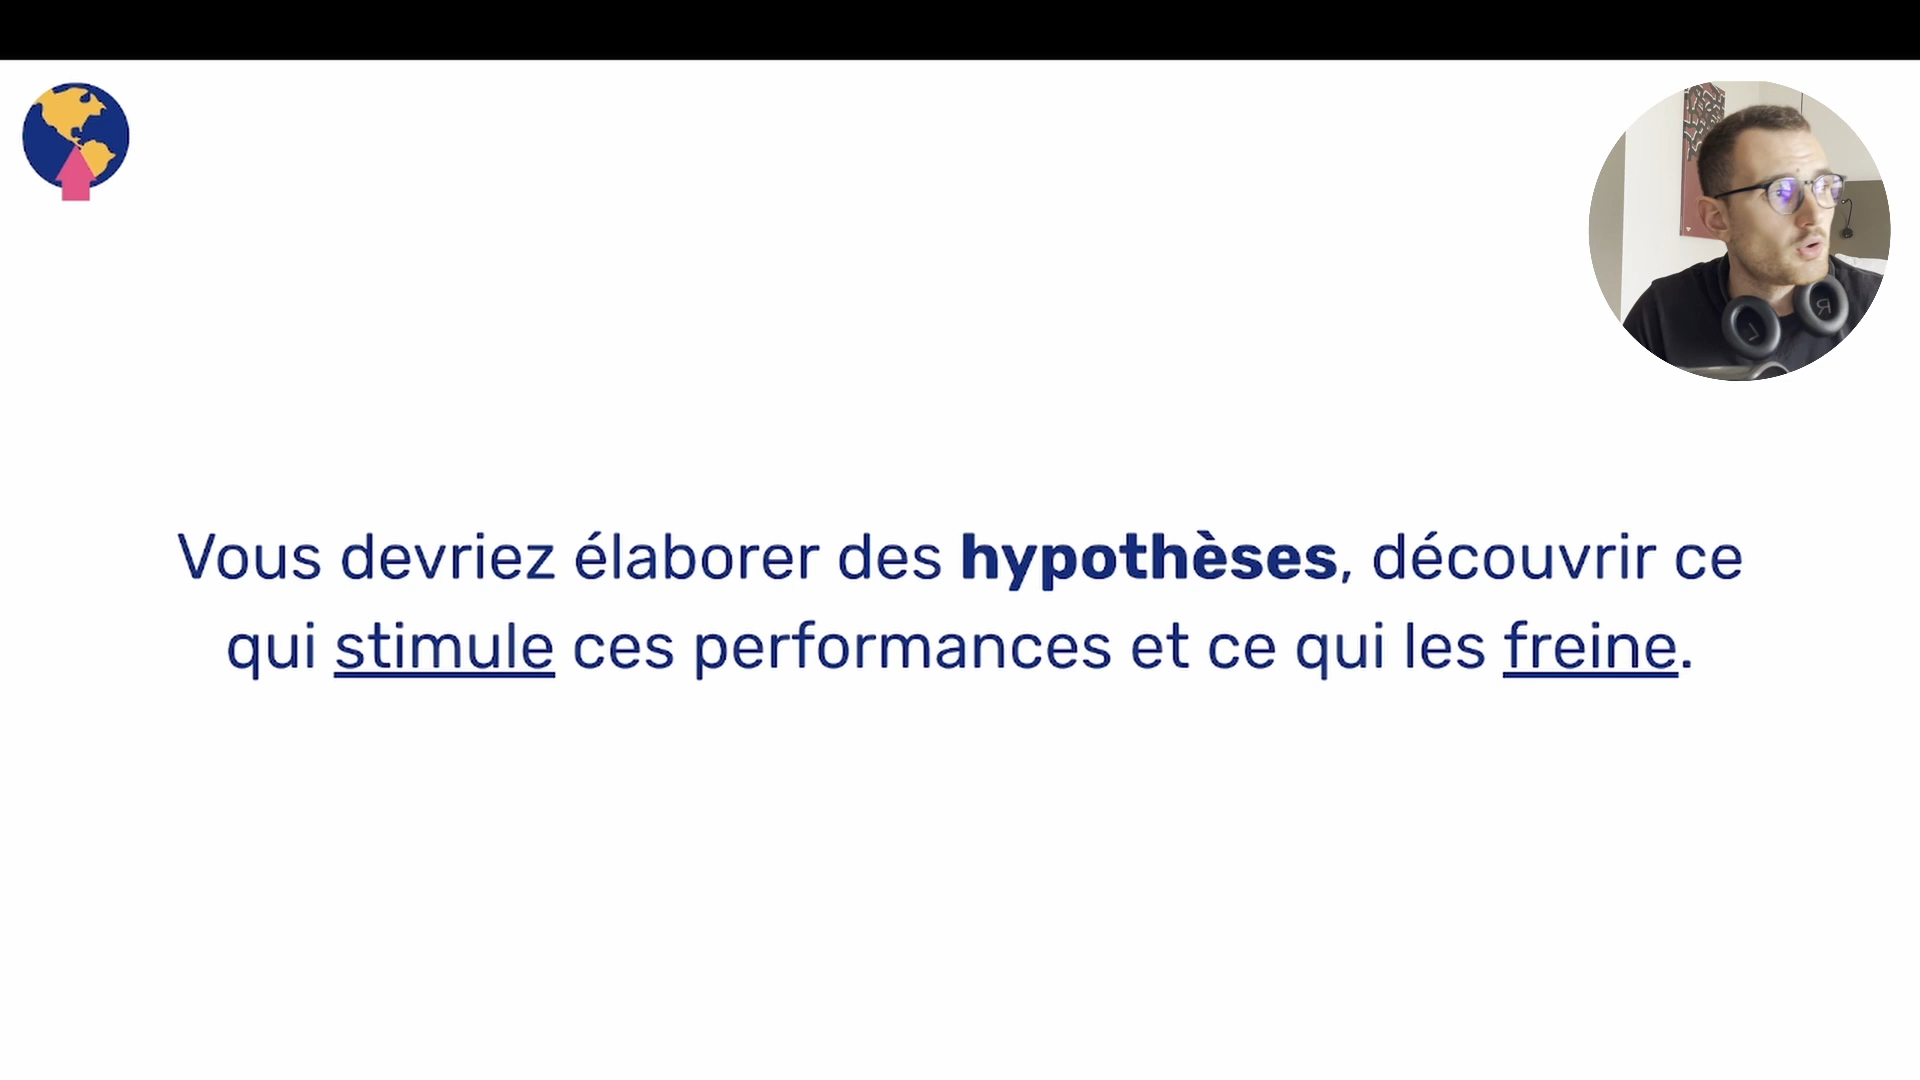 Vous devriez élaborer des hypothèses, découvrir ce
qui stimule ces performances et ce qui les freine.
L
R